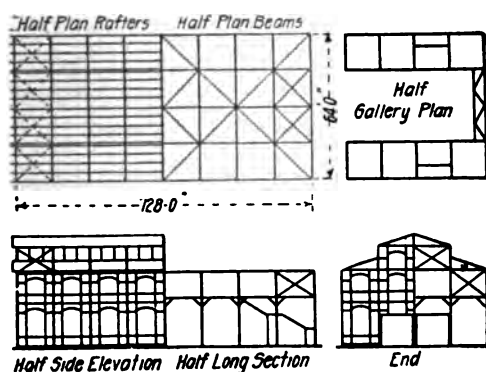 Half Plan Rafters Half Plan Beams
Half
Gallery Plan
64·0"
128·0"
Half Side Elevation Half Long Section End